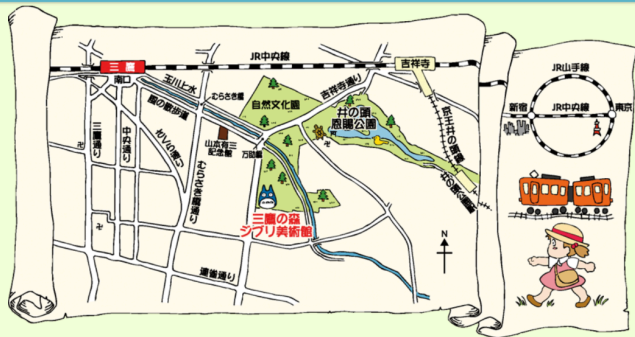 三鷹
南口
JR中央線
吉祥寺
玉川上水
風の散歩道
むらさき橋
自然文化園
吉祥寺通り
井の頭
恩賜公園
京王井の頭線
井の頭公園駅
三鷹通り
中央通り
むらさき橋通り
山本有三
記念館
万助橋
三鷹の森
ジブリ美術館
連雀通り
N
JR山手線
新宿
JR中央線
東京